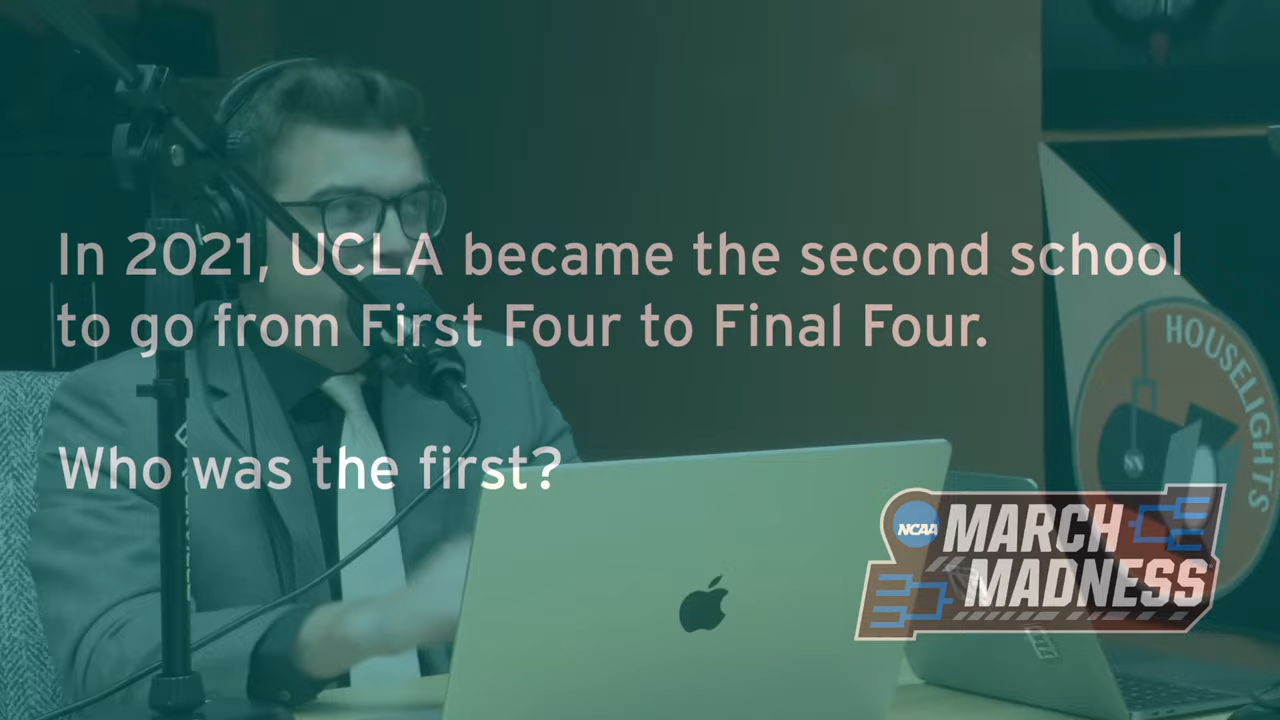 In 2021, UCLA became the second school
to go from First Four to Final Four.
Who was the first?
HOUSELIGHTS
NCAA
MARCH
MADNESS